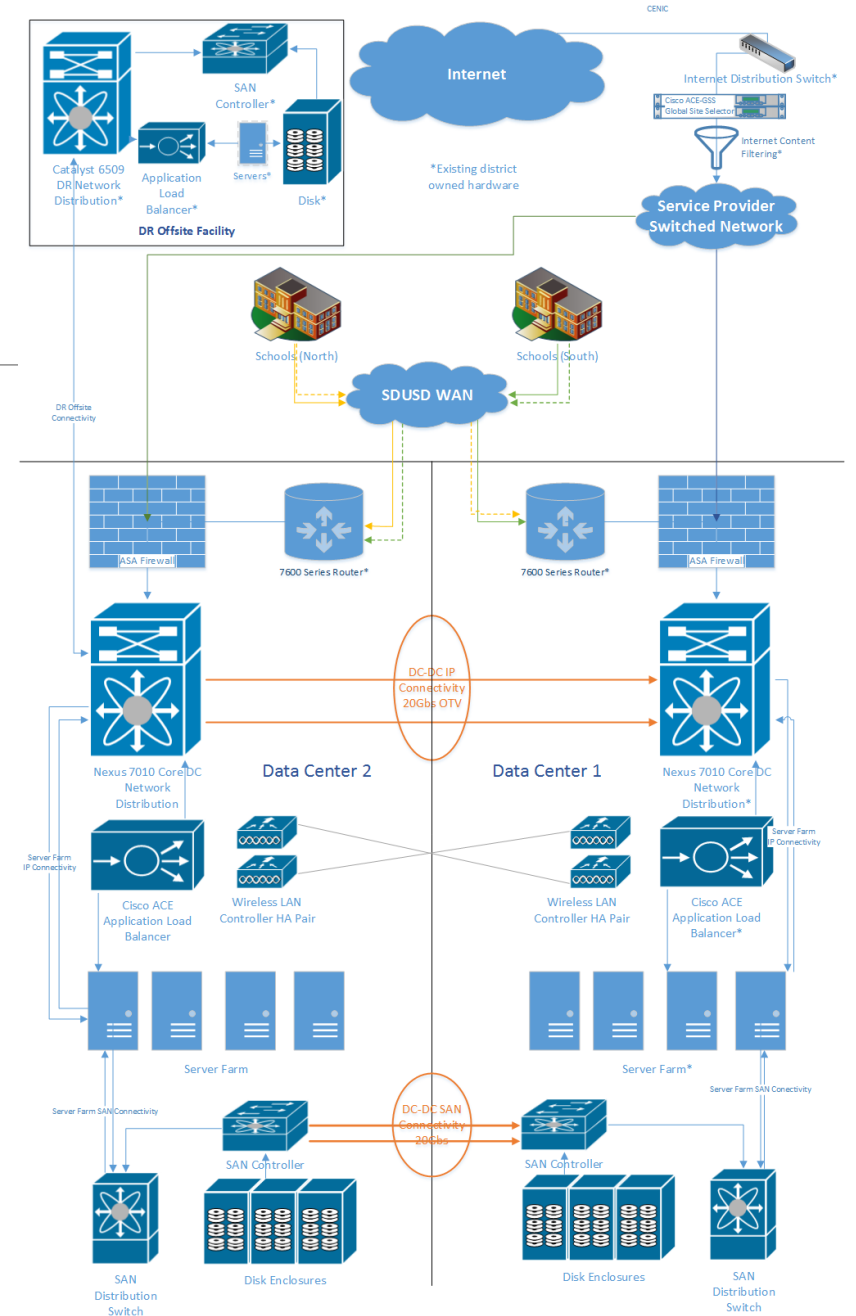 CENIC
Internet
Internet Distribution Switch*
Cisco ACE-GSS
Global Site Selector
Internet Content
Filtering*
Service Provider
Switched Network
*Existing district
owned hardware
SAN
Controller*
Catalyst 6509
DR Network
Distribution*
Application
Load
Balancer*
Servers*
Disk*
DR Offsite Facility
Schools (North)
Schools (South)
SDUSD WAN
DR Offsite
Connectivity
ASA Firewall
7600 Series Router*
7600 Series Router*
ASA Firewall
DC-DC IP
Connectivity
20Gbs OTV
Nexus 7010 Core DC
Network
Distribution
Data Center 2
Data Center 1
Nexus 7010 Core DC
Network
Distribution*
Server Farm
IP Connectivity
Server Farm
IP Connectivity
Cisco ACE
Application Load
Balancer
Wireless LAN
Controller HA Pair
Wireless LAN
Controller HA Pair
Cisco ACE
Application Load
Balancer*
Server Farm
Server Farm*
Server Farm SAN Connectivity
DC-DC SAN
Connectivity
20Gbs
Server Farm SAN Conectivity
SAN Controller
SAN Controller
SAN
Distribution
Switch
Disk Enclosures
Disk Enclosures
SAN
Distribution
Switch